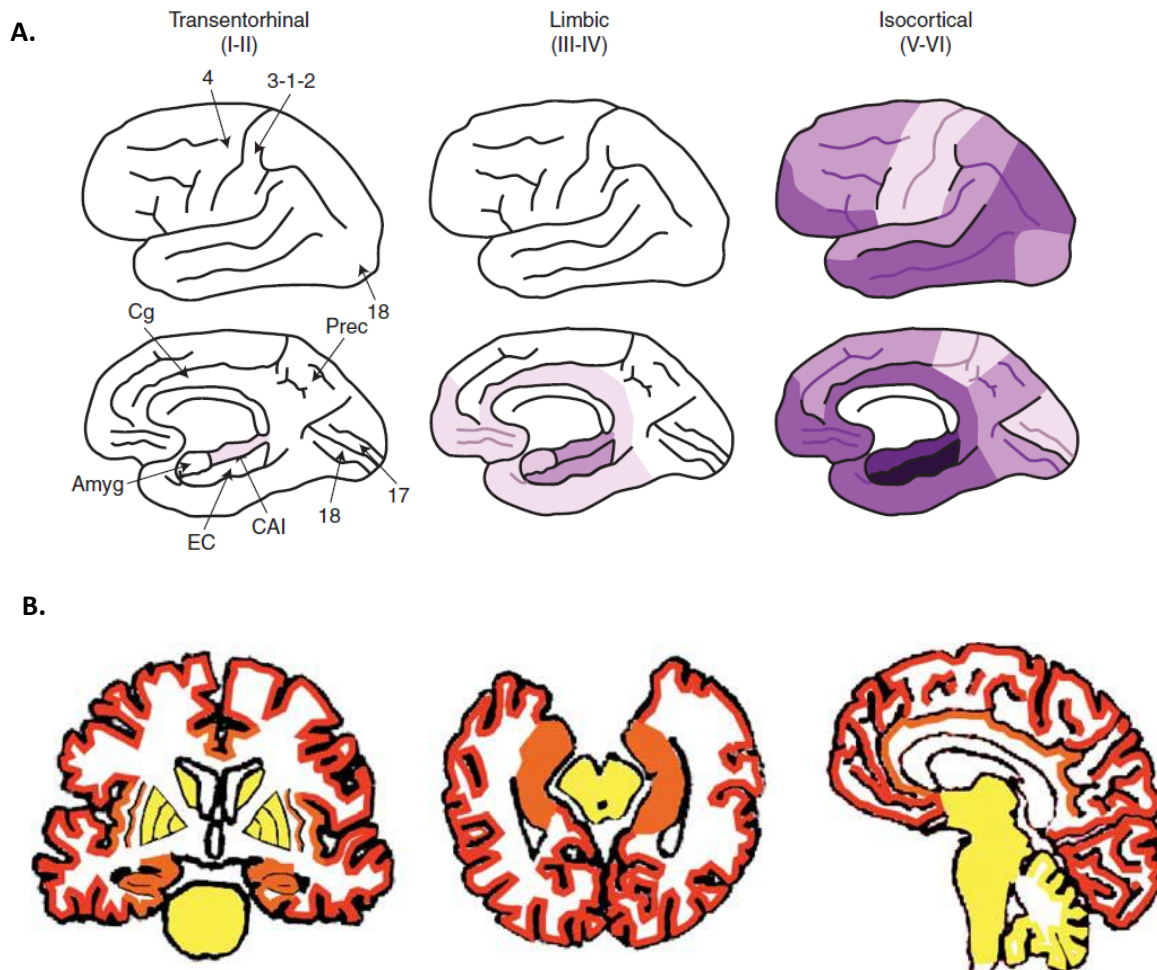 A.
Transentorhinal
(I-II)
Limbic
(III-IV)
Isocortical
(V-VI)
4
3-1-2
18
Cg
Prec
Amyg
EC
CAI
18
17
B.